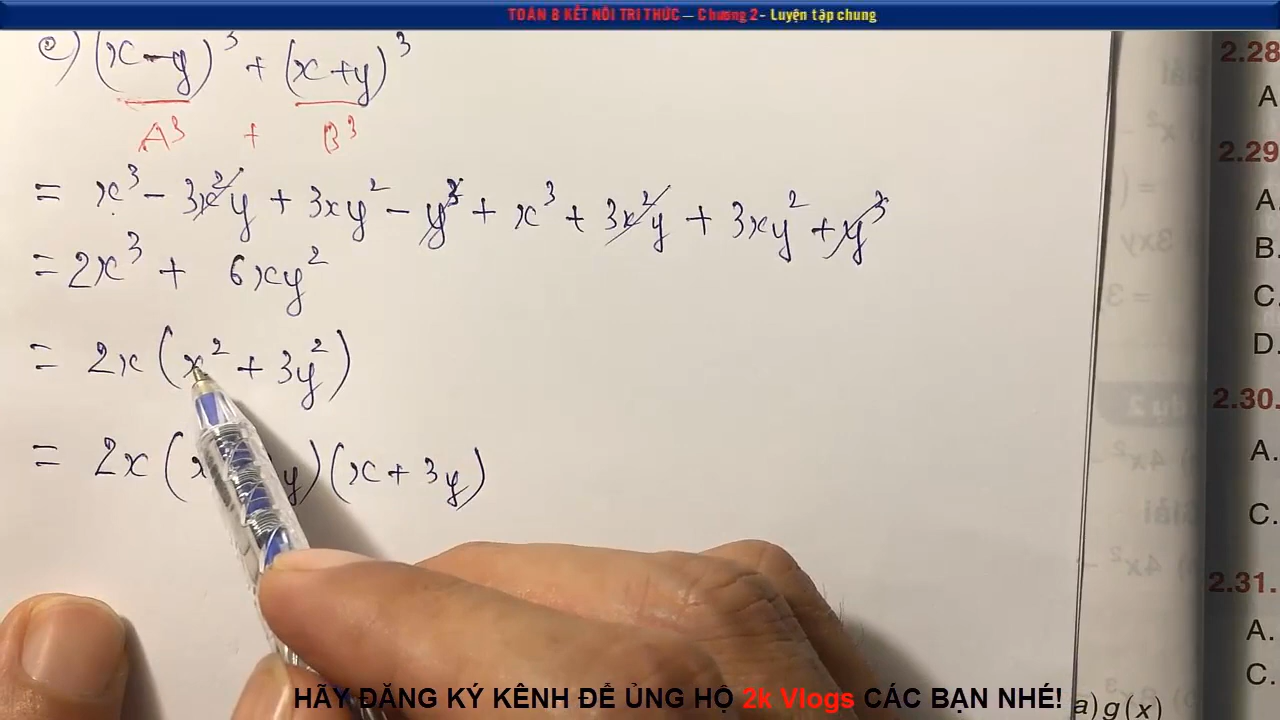 TOÁN 8 KẾT NỐI TRI THỨC – Chương 2 - Luyện tập chung
e) (x - y)³ + (x + y)³
A³ + B³
= x³ - 3x²y + 3xy² - y³ + x³ + 3x²y + 3xy² + y³
= 2x³ + 6xy²
= 2x (x² + 3y²)
= 2x (x y) (x + 3y)
2.28
A
2.29
A.
B.
C.
D.
2.30.
A.
C.
2.31.
A.
C.
a) g(x)
HÃY ĐĂNG KÝ KÊNH ĐỂ ỦNG HỘ 2k Vlogs CÁC BẠN NHÉ!